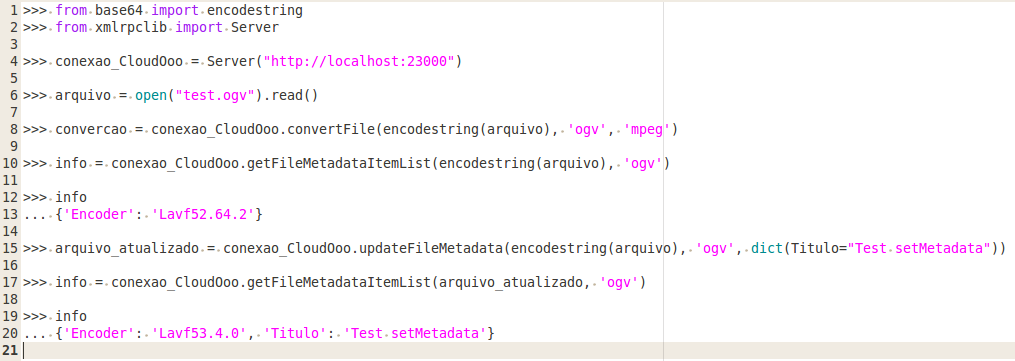 1 >>> from base64 import encodestring
2 >>> from xmlrpclib import Server
3
4 >>> conexao_CloudOoo = Server("http://localhost:23000")
5
6 >>> arquivo = open("test.ogv").read()
7
8 >>> convercao = conexao_CloudOoo.convertFile(encodestring(arquivo), 'ogv', 'mpeg')
9
10 >>> info = conexao_CloudOoo.getFileMetadataItemList(encodestring(arquivo), 'ogv')
11
12 >>> info
13 ... {'Encoder': 'Lavf52.64.2'}
14
15 >>> arquivo_atualizado = conexao_CloudOoo.updateFileMetadata(encodestring(arquivo), 'ogv', dict(Titulo="Test setMetadata"))
16
17 >>> info = conexao_CloudOoo.getFileMetadataItemList(arquivo_atualizado, 'ogv')
18
19 >>> info
20 ... {'Encoder': 'Lavf53.4.0', 'Titulo': 'Test setMetadata'}
21